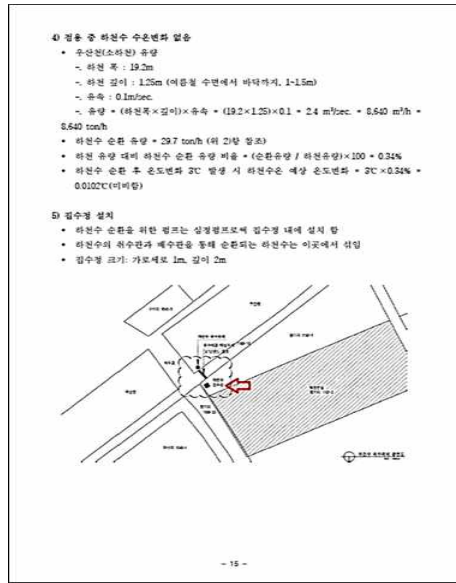 4) 전용 중 하천수 수온변화 없음
• 우산천(소하천) 유량
-. 하천 폭 : 19.2m
-. 하천 깊이 : 1.25m (여름철 수면에서 바닥까지, 1~1.5m)
-. 유속 : 0.1m/sec.
-. 유량 = (하천폭×깊이)×유속 = (19.2×1.25)×0.1 = 2.4 m³/sec. = 8,640 m³/h =
8,640 ton/h
• 하천수 순환 유량 = 29.7 ton/h (위 2)항 참조)
• 하천 유량 대비 하천수 순환 유량 비율 = (순환유량 / 하천유량)×100 = 0.34%
• 하천수 순환 후 온도변화 3℃ 발생 시 하천수온 예상 온도변화 = 3℃ ×0.34% =
0.0102℃(미비함)
5) 집수정 설치
• 하천수 순환을 위한 펌프는 심정펌프로써 집수정 내에 설치 함
• 하천수의 취수관과 배수관을 통해 순환되는 하천수는 이곳에서 섞임
• 집수정 크기: 가로세로 1m, 깊이 2m
- 15 -